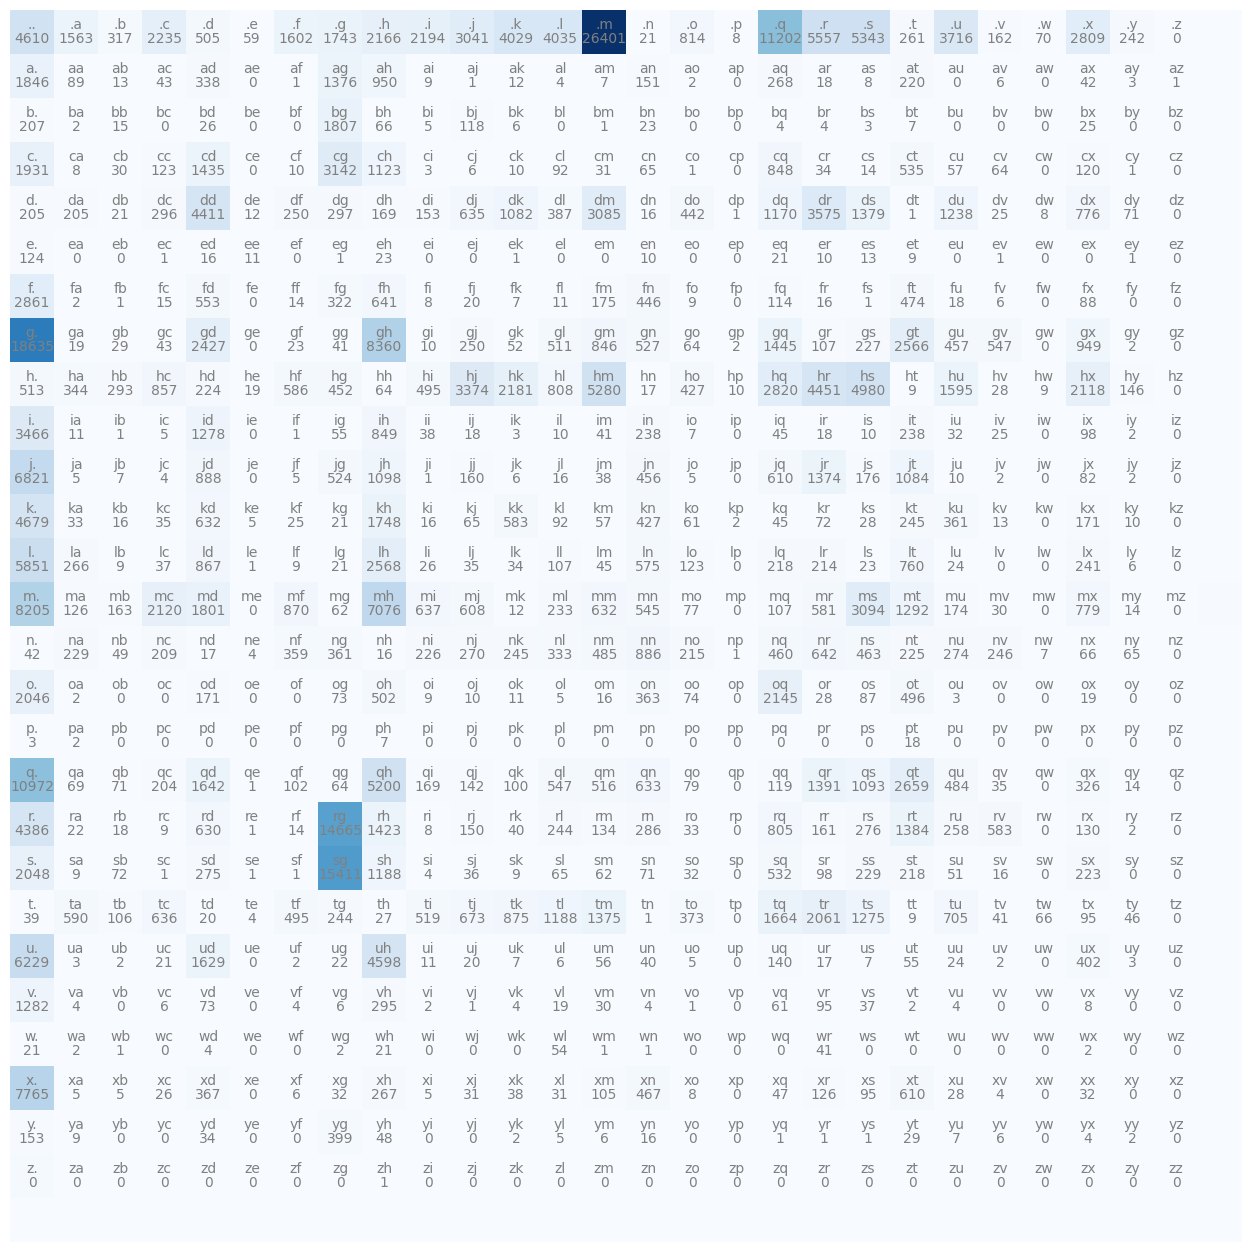 .. .a .b .c .d .e .f .g .h .i .j .k .l .m .n .o .p .q .r .s .t .u .v .w .x .y .z
4610 1563 317 2235 505 59 1602 1743 2166 2194 3041 4029 4035 26401 21 814 8 11202 5557 5343 261 3716 162 70 2809 242 0
a. aa ab ac ad ae af ag ah ai aj ak al am an ao ap aq ar as at au av aw ax ay az
1846 89 13 43 338 0 1 1376 950 9 1 12 4 7 151 2 0 268 18 8 220 0 6 0 42 3 1
b. ba bb bc bd be bf bg bh bi bj bk bl bm bn bo bp bq br bs bt bu bv bw bx by bz
207 2 15 0 26 0 0 1807 66 5 118 6 0 1 23 0 0 4 4 3 7 0 0 0 25 0 0
c. ca cb cc cd ce cf cg ch ci cj ck cl cm cn co cp cq cr cs ct cu cv cw cx cy cz
1931 8 30 123 1435 0 10 3142 1123 3 6 10 92 31 65 1 0 848 34 14 535 57 64 0 120 1 0
d. da db dc dd de df dg dh di dj dk dl dm dn do dp dq dr ds dt du dv dw dx dy dz
205 205 21 296 4411 12 250 297 169 153 635 1082 387 3085 16 442 1 1170 3575 1379 1 1238 25 8 776 71 0
e. ea eb ec ed ee ef eg eh ei ej ek el em en eo ep eq er es et eu ev ew ex ey ez
124 0 0 1 16 11 0 1 23 0 0 1 0 0 10 0 0 21 10 13 9 0 1 0 0 1 0
f. fa fb fc fd fe ff fg fh fi fj fk fl fm fn fo fp fq fr fs ft fu fv fw fx fy fz
2861 2 1 15 553 0 14 322 641 8 20 7 11 175 446 9 0 114 16 1 474 18 6 0 88 0 0
g. ga gb gc gd ge gf gg gh gi gj gk gl gm gn go gp gq gr gs gt gu gv gw gx gy gz
18635 19 29 43 2427 0 23 41 8360 10 250 52 511 846 527 64 2 1445 107 227 2566 457 547 0 949 2 0
h. ha hb hc hd he hf hg hh hi hj hk hl hm hn ho hp hq hr hs ht hu hv hw hx hy hz
513 344 293 857 224 19 586 452 64 495 3374 2181 808 5280 17 427 10 2820 4451 4980 9 1595 28 9 2118 146 0
i. ia ib ic id ie if ig ih ii ij ik il im in io ip iq ir is it iu iv iw ix iy iz
3466 11 1 5 1278 0 1 55 849 38 18 3 10 41 238 7 0 45 18 10 238 32 25 0 98 2 0
j. ja jb jc jd je jf jg jh ji jj jk jl jm jn jo jp jq jr js jt ju jv jw jx jy jz
6821 5 7 4 888 0 5 524 1098 1 160 6 16 38 456 5 0 610 1374 176 1084 10 2 0 82 2 0
k. ka kb kc kd ke kf kg kh ki kj kk kl km kn ko kp kq kr ks kt ku kv kw kx ky kz
4679 33 16 35 632 5 25 21 1748 16 65 583 92 57 427 61 2 45 72 28 245 361 13 0 171 10 0
l. la lb lc ld le lf lg lh li lj lk ll lm ln lo lp lq lr ls lt lu lv lw lx ly lz
5851 266 9 37 867 1 9 21 2568 26 35 34 107 45 575 123 0 218 214 23 760 24 0 0 241 6 0
m. ma mb mc md me mf mg mh mi mj mk ml mm mn mo mp mq mr ms mt mu mv mw mx my mz
8205 126 163 2120 1801 0 870 62 7076 637 608 12 233 632 545 77 0 107 581 3094 1292 174 30 0 779 14 0
n. na nb nc nd ne nf ng nh ni nj nk nl nm nn no np nq nr ns nt nu nv nw nx ny nz
42 229 49 209 17 4 359 361 16 226 270 245 333 485 886 215 1 460 642 463 225 274 246 7 66 65 0
o. oa ob oc od oe of og oh oi oj ok ol om on oo op oq or os ot ou ov ow ox oy oz
2046 2 0 0 171 0 0 73 502 9 10 11 5 16 363 74 0 2145 28 87 496 3 0 0 19 0 0
p. pa pb pc pd pe pf pg ph pi pj pk pl pm pn po pp pq pr ps pt pu pv pw px py pz
3 2 0 0 0 0 0 0 7 0 0 0 0 0 0 0 0 0 0 0 18 0 0 0 0 0 0
q. qa qb qc qd qe qf qg qh qi qj qk ql qm qn qo qp qq qr qs qt qu qv qw qx qy qz
10972 69 71 204 1642 1 102 64 5200 169 142 100 547 516 633 79 0 119 1391 1093 2659 484 35 0 326 14 0
r. ra rb rc rd re rf rg rh ri rj rk rl rm rn ro rp rq rr rs rt ru rv rw rx ry rz
4386 22 18 9 630 1 14 14665 1423 8 150 40 244 134 286 33 0 805 161 276 1384 258 583 0 130 2 0
s. sa sb sc sd se sf sg sh si sj sk sl sm sn so sp sq sr ss st su sv sw sx sy sz
2048 9 72 1 275 1 1 15411 1188 4 36 9 65 62 71 32 0 532 98 229 218 51 16 0 223 0 0
t. ta tb tc td te tf tg th ti tj tk tl tm tn to tp tq tr ts tt tu tv tw tx ty tz
39 590 106 636 20 4 495 244 27 519 673 875 1188 1375 1 373 0 1664 2061 1275 9 705 41 66 95 46 0
u. ua ub uc ud ue uf ug uh ui uj uk ul um un uo up uq ur us ut uu uv uw ux uy uz
6229 3 2 21 1629 0 2 22 4598 11 20 7 6 56 40 5 0 140 17 7 55 24 2 0 402 3 0
v. va vb vc vd ve vf vg vh vi vj vk vl vm vn vo vp vq vr vs vt vu vv vw vx vy vz
1282 4 0 6 73 0 4 6 295 2 1 4 19 30 4 1 0 61 95 37 2 4 0 0 8 0 0
w. wa wb wc wd we wf wg wh wi wj wk wl wm wn wo wp wq wr ws wt wu wv ww wx wy wz
21 2 1 0 4 0 0 2 21 0 0 0 54 1 1 0 0 0 41 0 0 0 0 0 2 0 0
x. xa xb xc xd xe xf xg xh xi xj xk xl xm xn xo xp xq xr xs xt xu xv xw xx xy xz
7765 5 5 26 367 0 6 32 267 5 31 38 31 105 467 8 0 47 126 95 610 28 4 0 32 0 0
y. ya yb yc yd ye yf yg yh yi yj yk yl ym yn yo yp yq yr ys yt yu yv yw yx yy yz
153 9 0 0 34 0 0 399 48 0 0 2 5 6 16 0 0 1 1 1 29 7 6 0 4 2 0
z. za zb zc zd ze zf zg zh zi zj zk zl zm zn zo zp zq zr zs zt zu zv zw zx zy zz
0 0 0 0 0 0 0 0 1 0 0 0 0 0 0 0 0 0 0 0 0 0 0 0 0 0 0